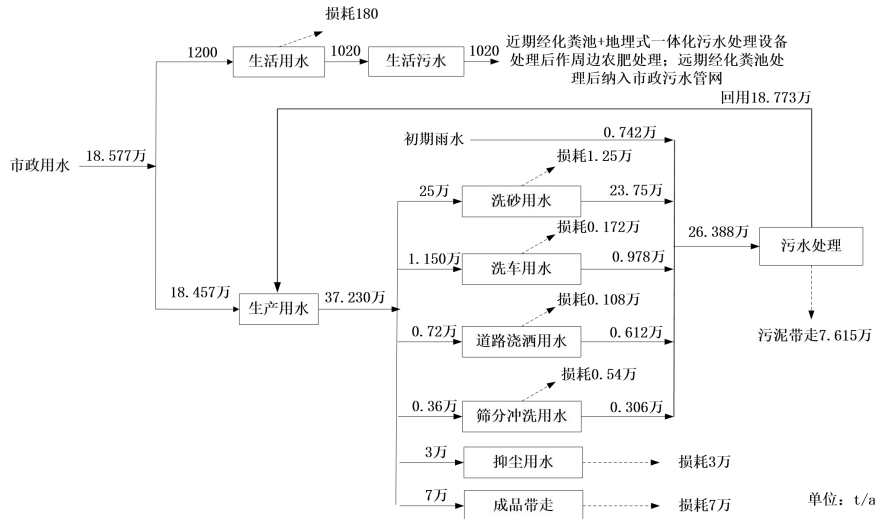 损耗180
1200
生活用水
1020
生活污水
1020
近期经化粪池+地埋式一体化污水处理设备
处理后作周边农肥处理；远期经化粪池处
理后纳入市政污水管网
回用18.773万
市政用水
18.577万
初期雨水
0.742万
损耗1.25万
25万
洗砂用水
23.75万
损耗0.172万
1.150万
洗车用水
0.978万
26.388万
污水处理
18.457万
生产用水
37.230万
损耗0.108万
0.72万
道路浇洒用水
0.612万
污泥带走7.615万
损耗0.54万
0.36万
筛分冲洗用水
0.306万
3万
抑尘用水
损耗3万
7万
成品带走
损耗7万
单位：t/a